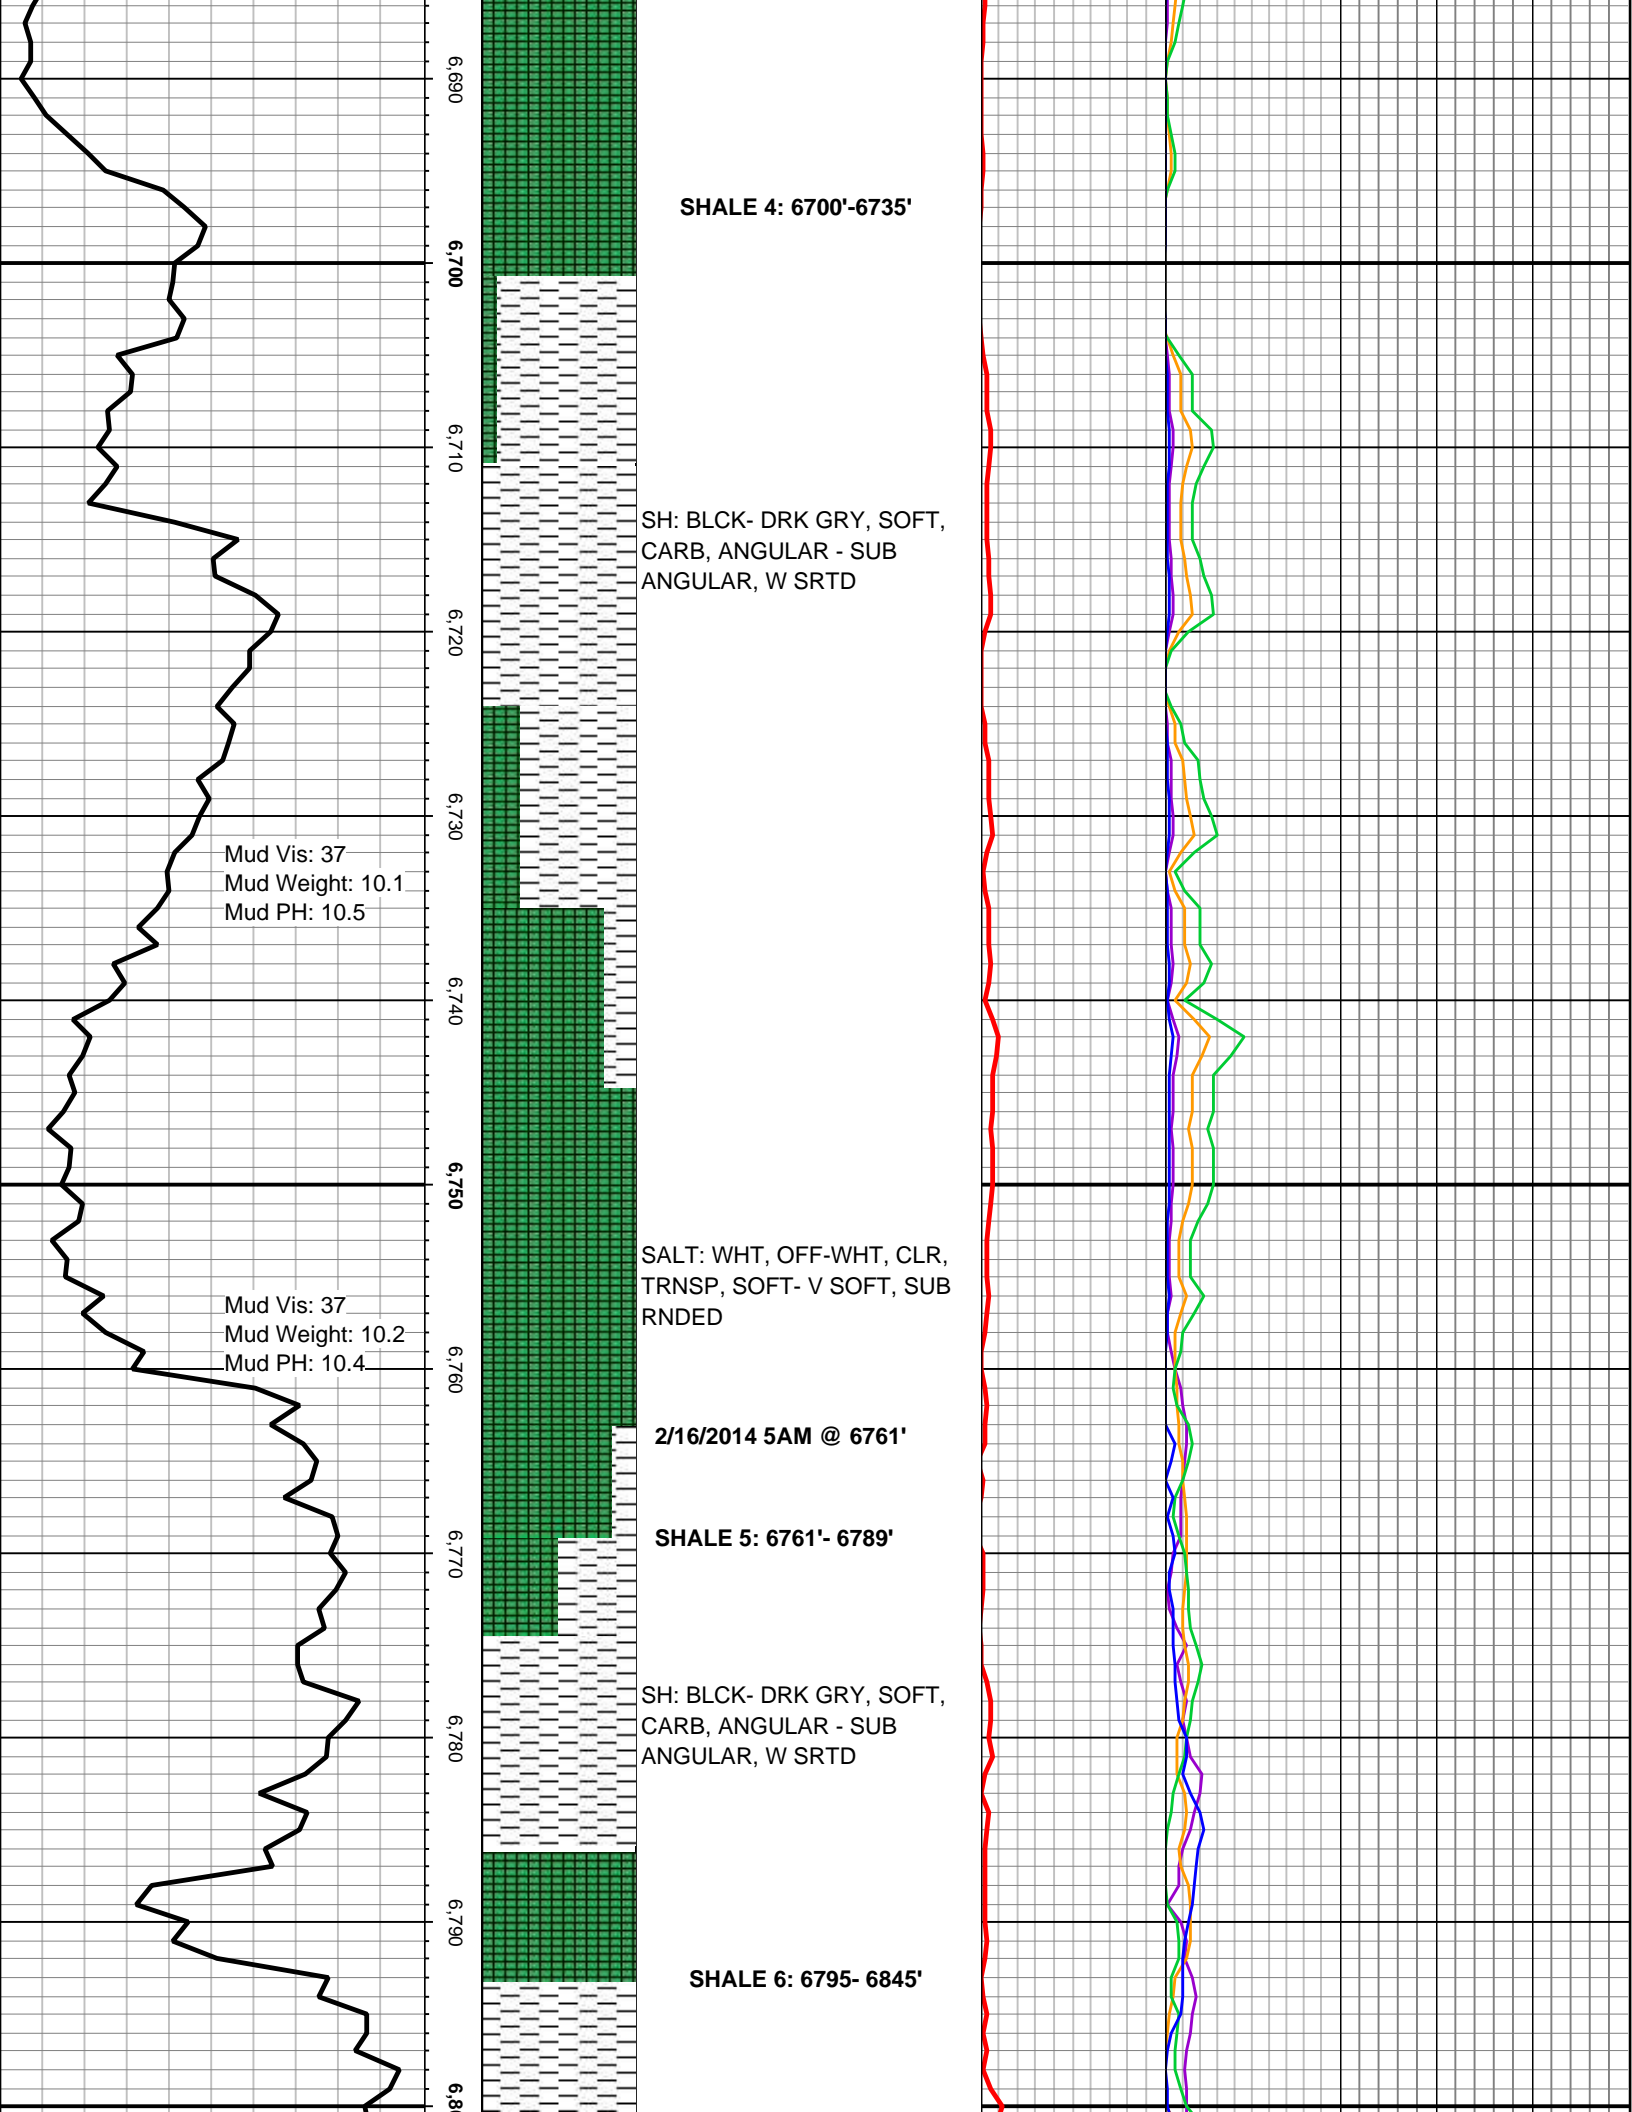 6,690
SHALE 4: 6700'-6735'
6,700
6,710
SH: BLCK- DRK GRY, SOFT,
CARB, ANGULAR - SUB
ANGULAR, W SRTD
6,720
6,730
Mud Vis: 37
Mud Weight: 10.1
Mud PH: 10.5
6,740
6,750
SALT: WHT, OFF-WHT, CLR,
TRNSP, SOFT- V SOFT, SUB
RNDED
Mud Vis: 37
Mud Weight: 10.2
Mud PH: 10.4
6,760
2/16/2014 5AM @ 6761'
SHALE 5: 6761'- 6789'
6,770
SH: BLCK- DRK GRY, SOFT,
CARB, ANGULAR - SUB
ANGULAR, W SRTD
6,780
6,790
SHALE 6: 6795- 6845'